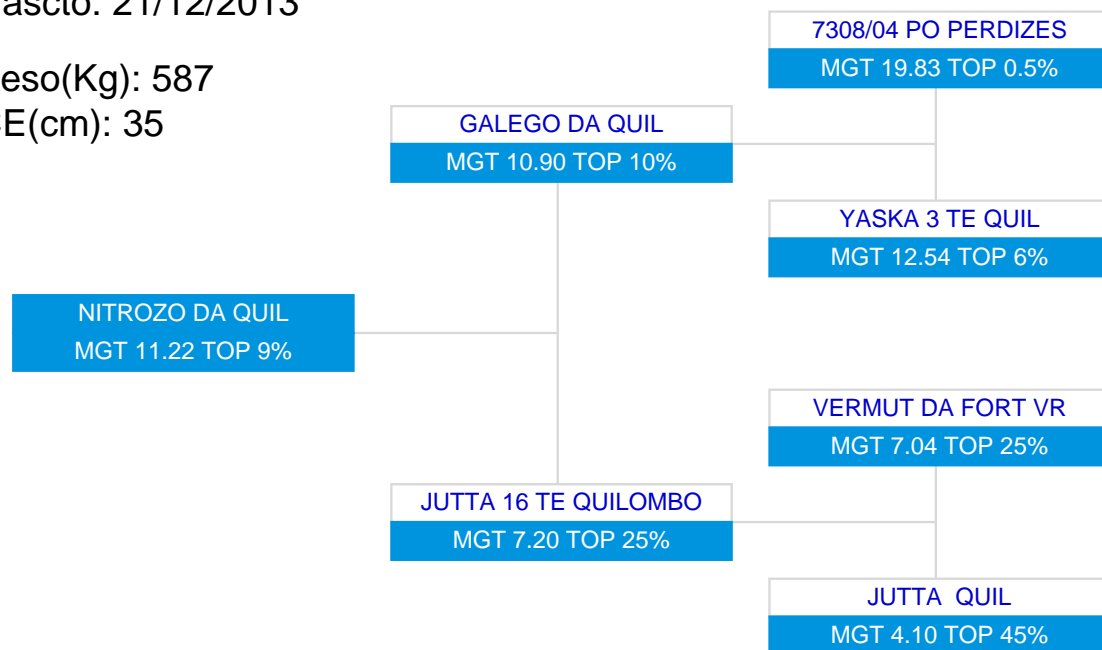 ascto: 21/12/2013
eso(Kg): 587
E(cm): 35
7308/04 PO PERDIZES
MGT 19.83 TOP 0.5%
GALEGO DA QUIL
MGT 10.90 TOP 10%
YASKA 3 TE QUIL
MGT 12.54 TOP 6%
NITROZO DA QUIL
MGT 11.22 TOP 9%
VERMUT DA FORT VR
MGT 7.04 TOP 25%
JUTTA 16 TE QUILOMBO
MGT 7.20 TOP 25%
JUTTA QUIL
MGT 4.10 TOP 45%